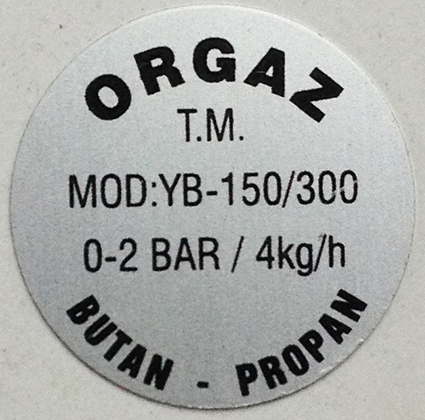 ORGAZ
T.M.
MOD:YB-150/300
0-2 BAR / 4kg/h
BUTAN - PROPAN